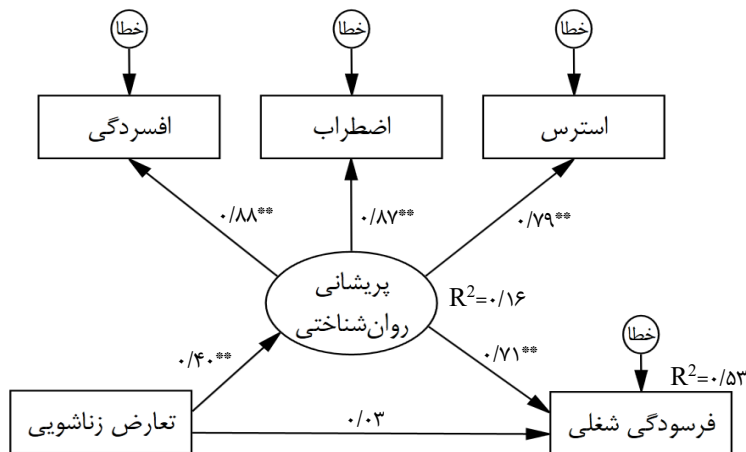 خطا
خطا
خطا
افسردگی
اضطراب
استرس
۰/۸۸**
۰/۸۷**
۰/۷۹**
پریشانی
روان‌شناختی
R²=۰/۱۶
۰/۴۰**
۰/۷۱**
خطا
R²=۰/۵۳
تعارض زناشویی
۰/۰۳
فرسودگی شغلی